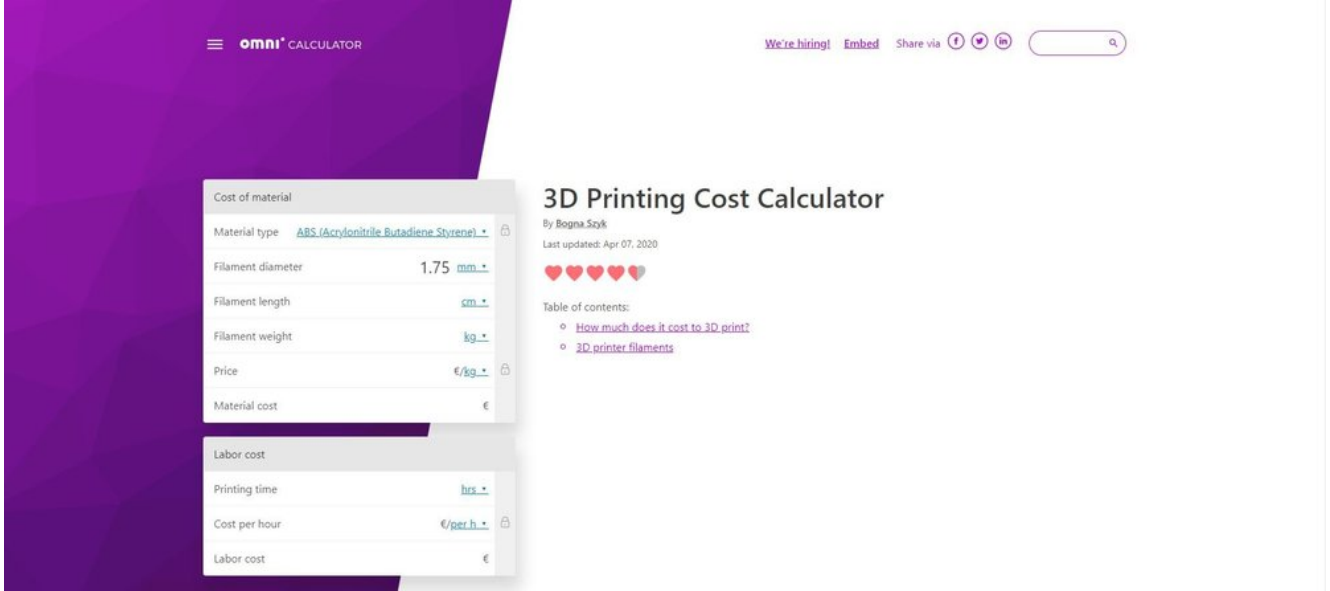 omni CALCULATOR
We're hiring! Embed Share via
Cost of material
Material type ABS (Acrylonitrile Butadiene Styrene)
Filament diameter 1.75 mm
Filament length cm
Filament weight kg
Price €/kg
Material cost €
Labor cost
Printing time hrs
Cost per hour €/per h
Labor cost €
3D Printing Cost Calculator
By Bogna Szyk
Last updated: Apr 07, 2020
Table of contents:
How much does it cost to 3D print?
3D printer filaments